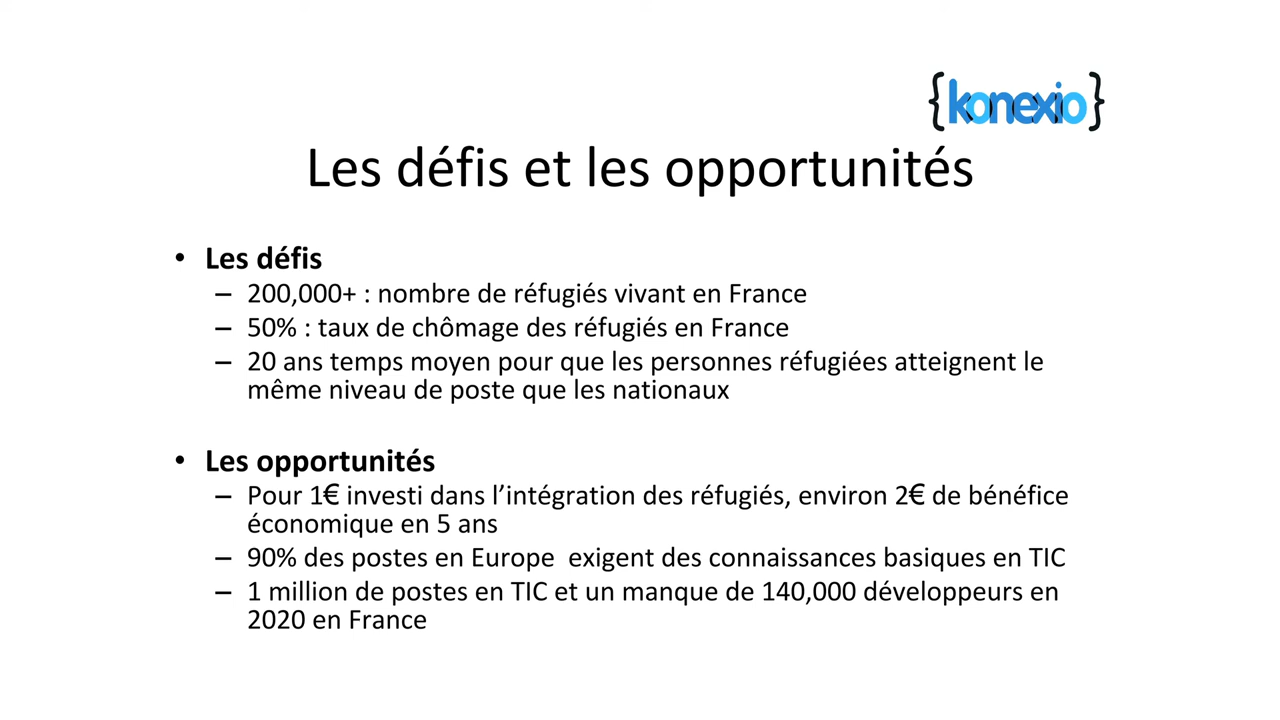 {konexio}
Les défis et les opportunités
• Les défis
– 200,000+ : nombre de réfugiés vivant en France
– 50% : taux de chômage des réfugiés en France
– 20 ans temps moyen pour que les personnes réfugiées atteignent le
même niveau de poste que les nationaux
• Les opportunités
– Pour 1€ investi dans l’intégration des réfugiés, environ 2€ de bénéfice
économique en 5 ans
– 90% des postes en Europe  exigent des connaissances basiques en TIC
– 1 million de postes en TIC et un manque de 140,000 développeurs en
2020 en France